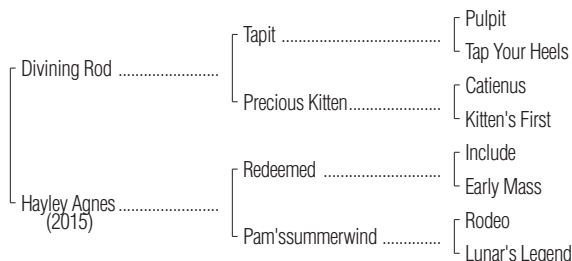 Pulpit
Tapit ........................................
Tap Your Heels
Divining Rod .........................
Catienus
Precious Kitten.......................
Kitten's First
Include
Redeemed .............................
Early Mass
Hayley Agnes.........................
(2015)
Rodeo
Pam'ssummerwind ..............
Lunar's Legend